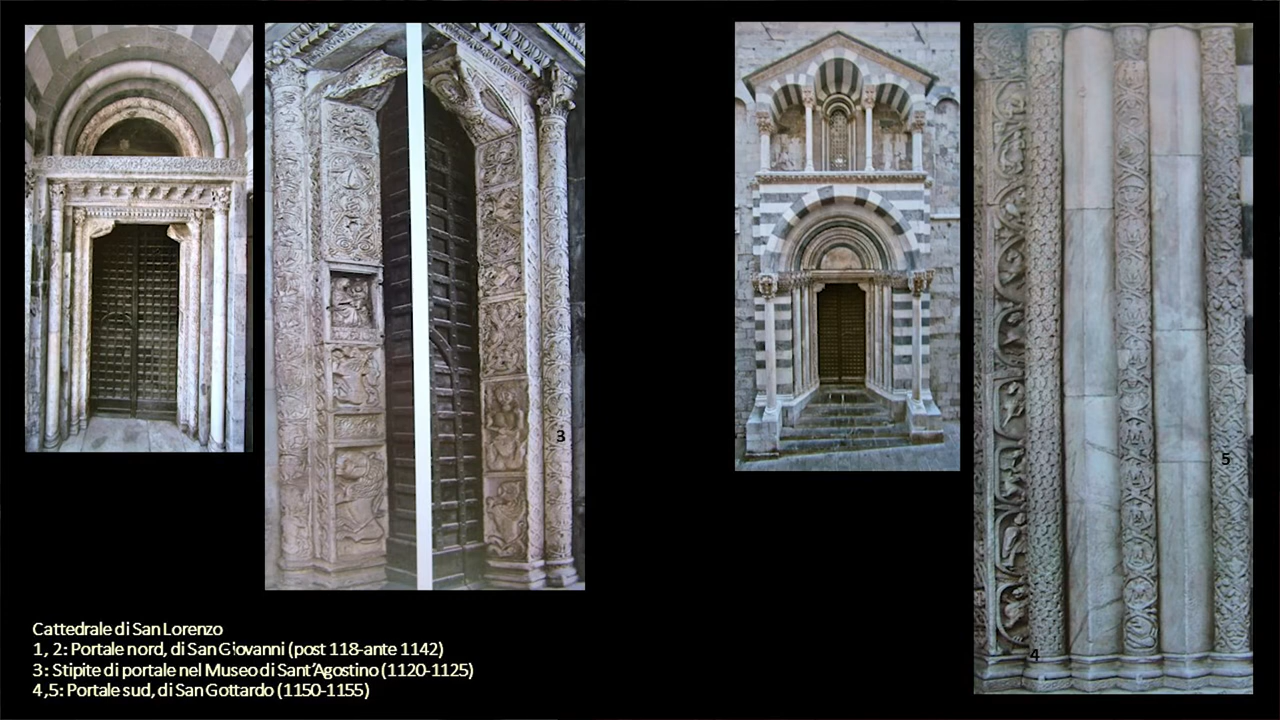 3
5
4
Cattedrale di San Lorenzo
1, 2: Portale nord, di San Giovanni (post 118-ante 1142)
3: Stipite di portale nel Museo di Sant'Agostino (1120-1125)
4,5: Portale sud, di San Gottardo (1150-1155)